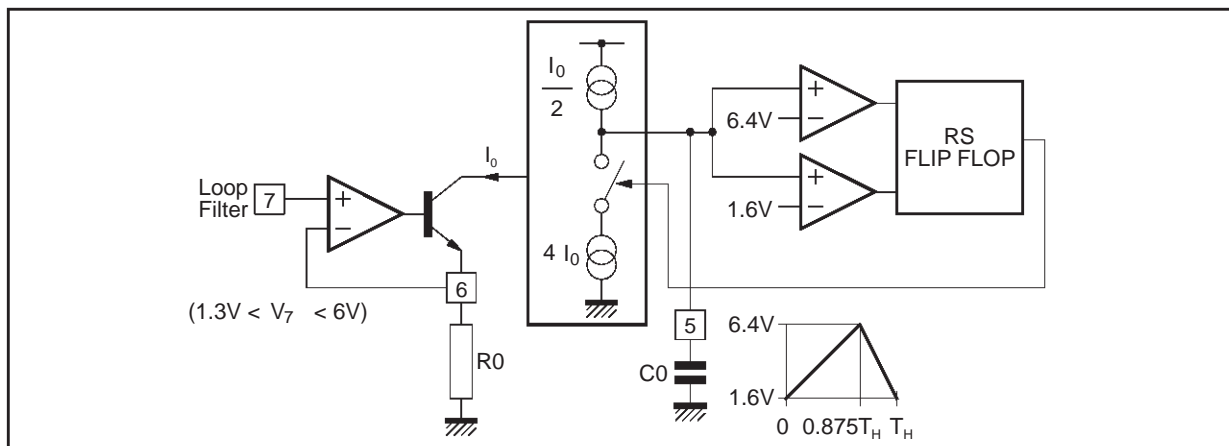 I0
2
I0
Loop
Filter
7
+
−
(1.3V < V7 < 6V)
6
R0
4 I0
5
C0
+
−
6.4V
+
−
1.6V
RS
FLIP FLOP
6.4V
1.6V
0 0.875TH TH